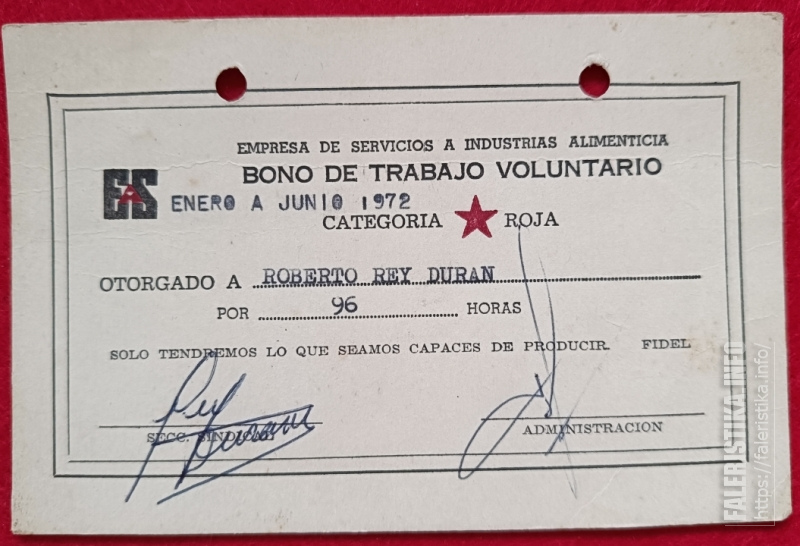 EMPRESA DE SERVICIOS A INDUSTRIAS ALIMENTICIA
BONO DE TRABAJO VOLUNTARIO
EAS
ENERO A JUNIO 1972
CATEGORIA ROJA
OTORGADO A ROBERTO REY DURAN
POR 96 HORAS
SOLO TENDREMOS LO QUE SEAMOS CAPACES DE PRODUCIR. FIDEL
SECC. SINDICAL
ADMINISTRACION
FALERISTIKA.INFO
https://faleristika.info/